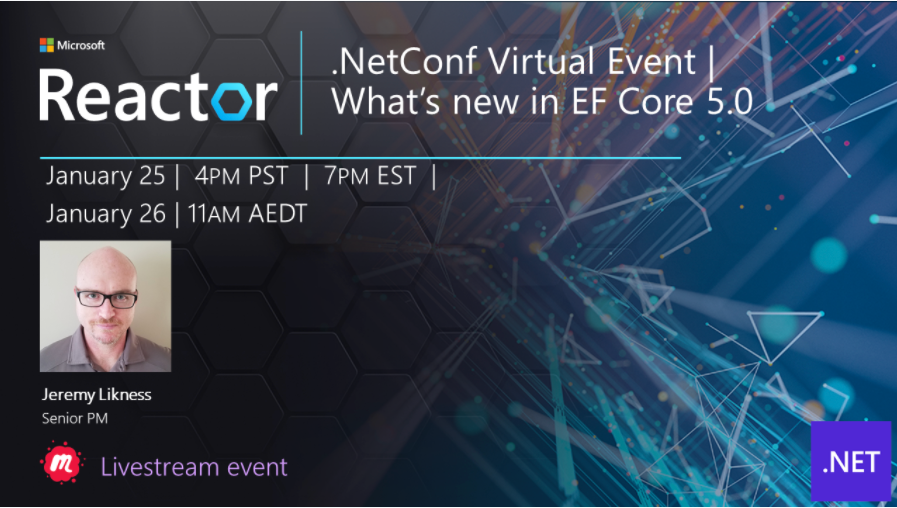 Microsoft
Reactor
.NetConf Virtual Event |
What's new in EF Core 5.0
January 25 | 4PM PST | 7PM EST |
January 26 | 11AM AEDT
Jeremy Likness
Senior PM
m
Livestream event
.NET